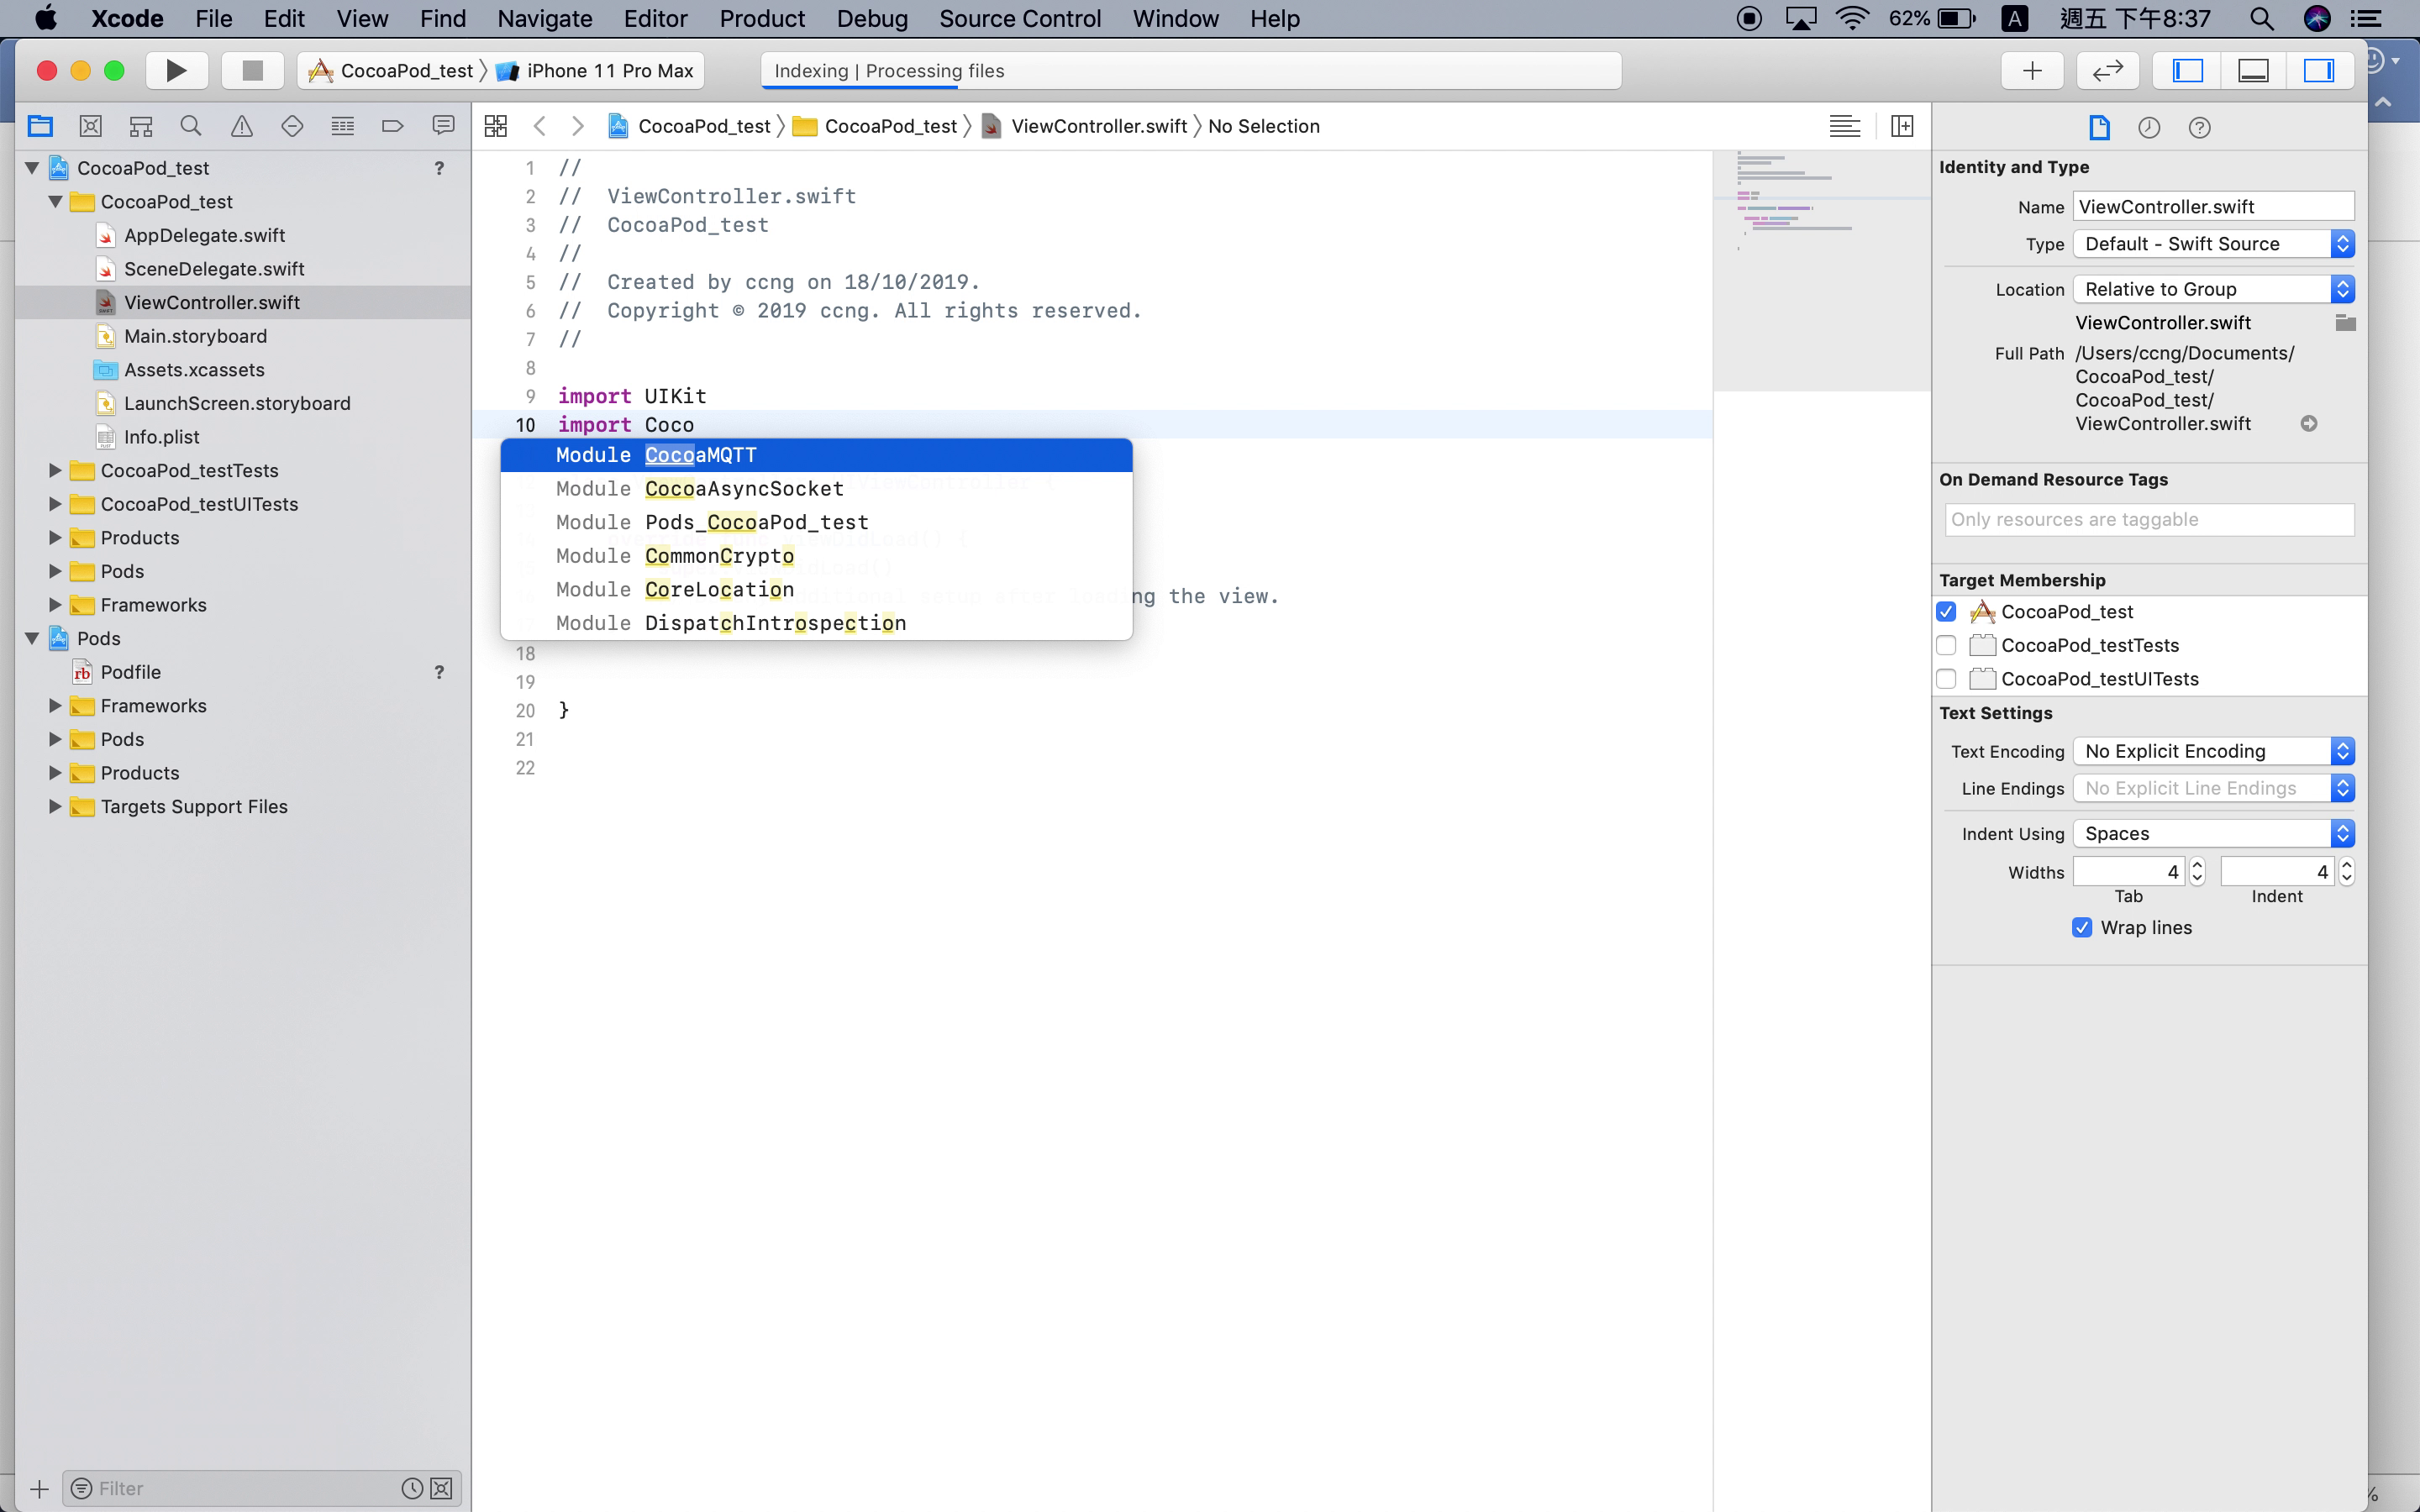 Xcode File Edit View Find Navigate Editor Product Debug Source Control Window Help 62% A 週五 下午8:37
CocoaPod_test iPhone 11 Pro Max Indexing | Processing files
CocoaPod_test CocoaPod_test ViewController.swift No Selection
CocoaPod_test ?
CocoaPod_test
AppDelegate.swift
SceneDelegate.swift
ViewController.swift
Main.storyboard
Assets.xcassets
LaunchScreen.storyboard
Info.plist
CocoaPod_testTests
CocoaPod_testUITests
Products
Pods
Frameworks
Pods
rb Podfile ?
Frameworks
Pods
Products
Targets Support Files
Filter
1 //
2 // ViewController.swift
3 // CocoaPod_test
4 //
5 // Created by ccng on 18/10/2019.
6 // Copyright © 2019 ccng. All rights reserved.
7 //
8
9 import UIKit
10 import Coco
Module CocoaMQTT
Module CocoaAsyncSocket
Module Pods_CocoaPod_test
Module CommonCrypto
Module CoreLocation
ng the view.
Module DispatchIntrospection
18
19
20 }
21
22
Identity and Type
Name ViewController.swift
Type Default - Swift Source
Location Relative to Group
ViewController.swift
Full Path /Users/ccng/Documents/
CocoaPod_test/
CocoaPod_test/
ViewController.swift
On Demand Resource Tags
Only resources are taggable
Target Membership
CocoaPod_test
CocoaPod_testTests
CocoaPod_testUITests
Text Settings
Text Encoding No Explicit Encoding
Line Endings No Explicit Line Endings
Indent Using Spaces
Widths 4 4
Tab Indent
Wrap lines
%